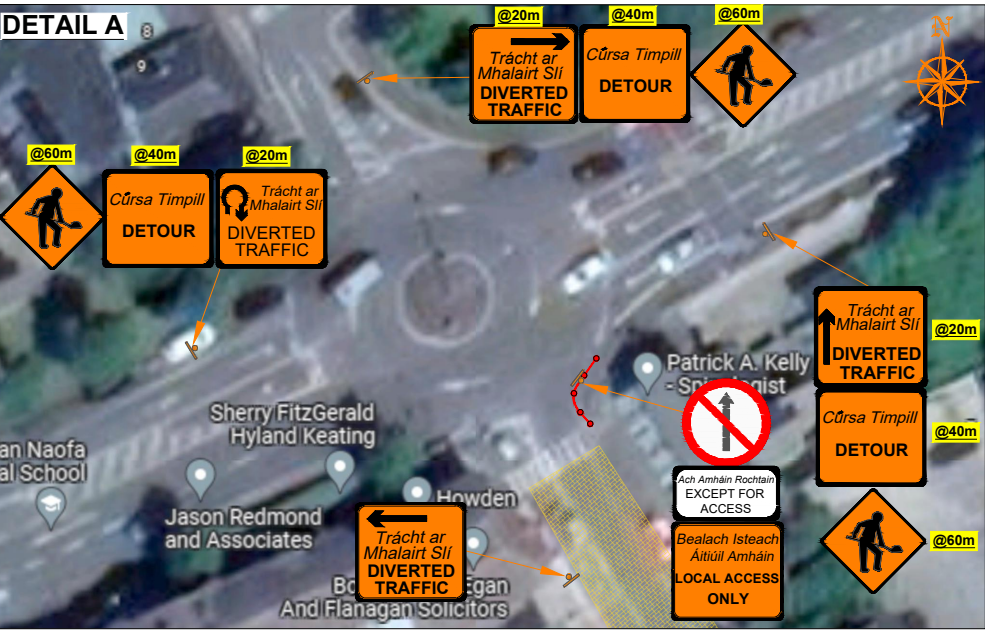 DETAIL A
8
9
@20m
@40m
@60m
Trácht ar
Mhalairt Slí
DIVERTED
TRAFFIC
Cúrsa Timpill
DETOUR
N
@60m
@40m
@20m
Cúrsa Timpill
DETOUR
Trácht ar
Mhalairt Slí
DIVERTED
TRAFFIC
Trácht ar
Mhalairt Slí
DIVERTED
TRAFFIC
@20m
Cúrsa Timpill
DETOUR
@40m
@60m
Patrick A. Kelly
Sherry FitzGerald
Hyland Keating
an Naofa
al School
Jason Redmond
and Associates
Howden
Ach Amháin Rochtain
EXCEPT FOR
ACCESS
Bealach Isteach
Áitiúil Amháin
LOCAL ACCESS
ONLY
Trácht ar
Mhalairt Slí
DIVERTED
TRAFFIC
Bo Egan
And Flanagan Solicitors